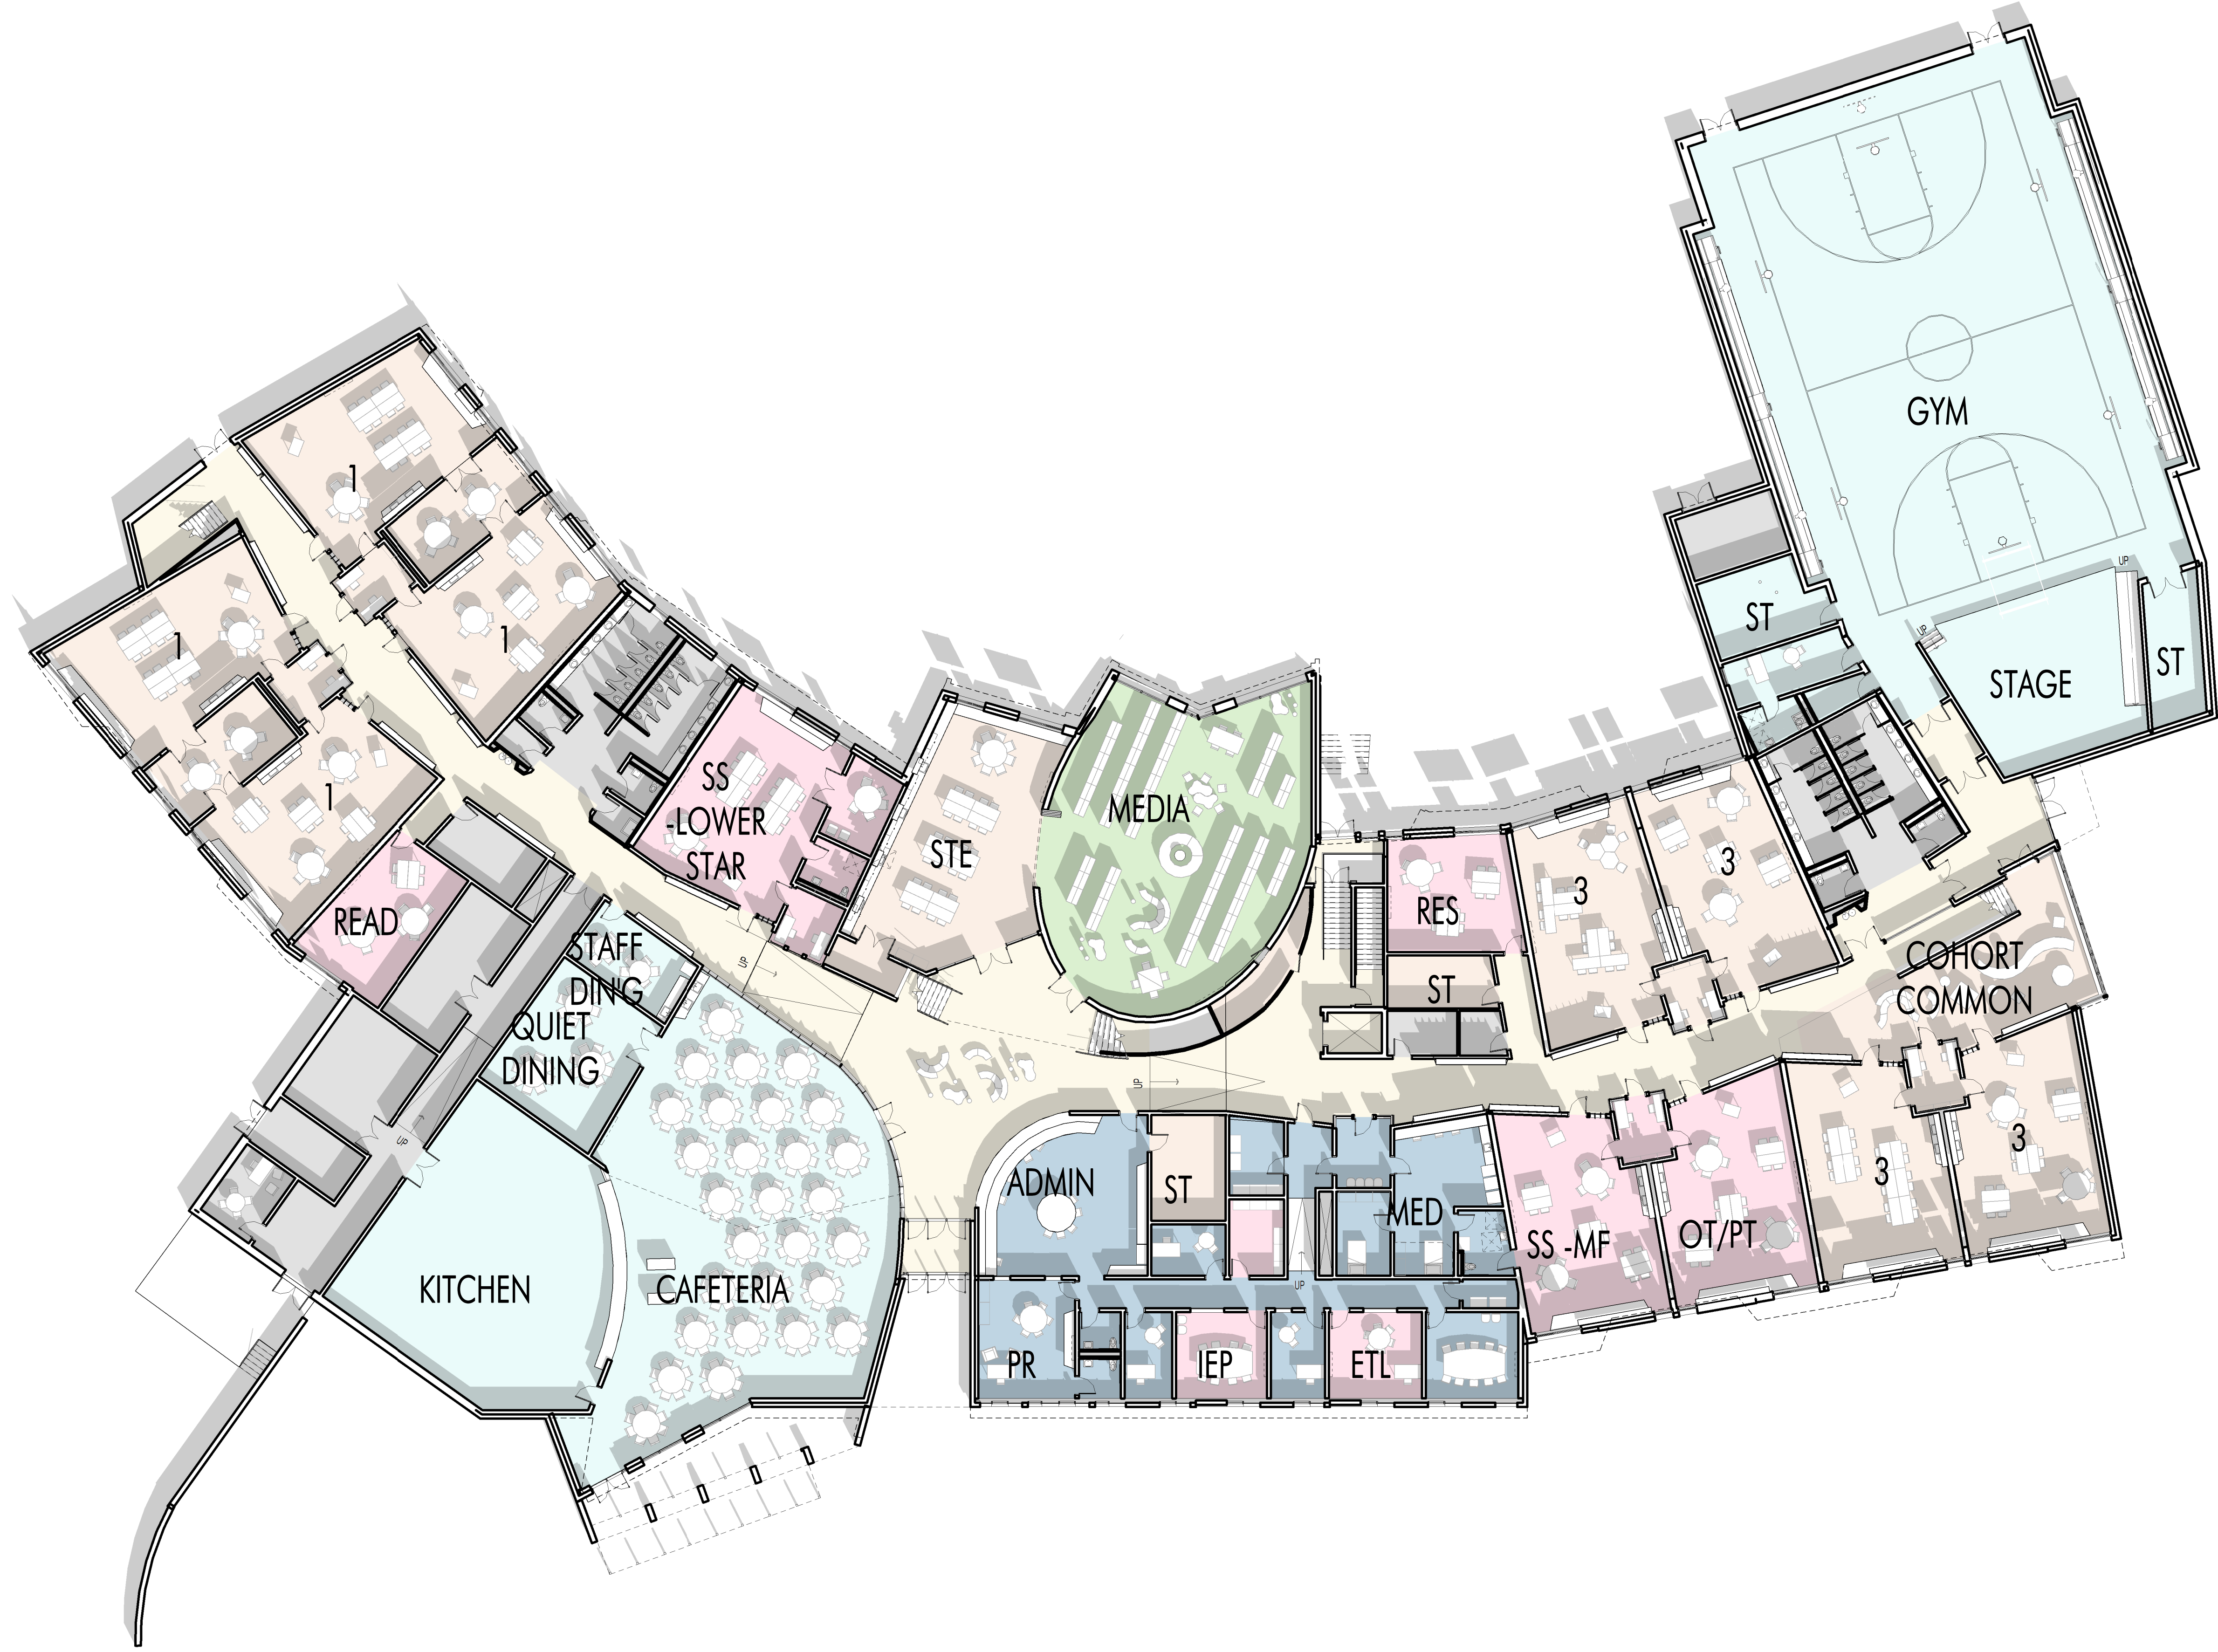 GYM
1
UP
ST
UP
1
1
STAGE
ST
SS
-LOWER
STAR
1
MEDIA
STE
3
3
READ
RES
STAFF
DIN'G
UP
COHORT
COMMON
ST
QUIET
DINING
UP
UP
ADMIN
ST
MED
3
3
SS -MF
OT/PT
KITCHEN
CAFETERIA
UP
PR
IEP
ETL